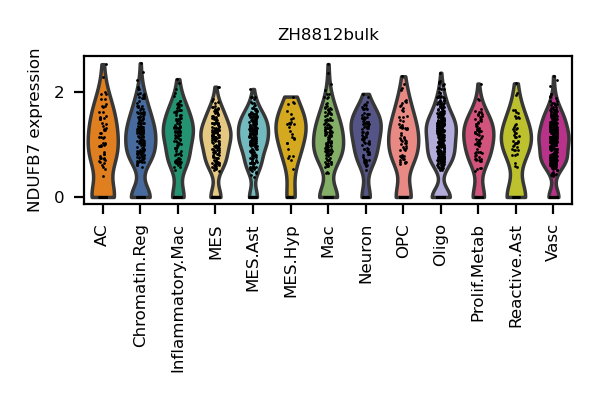 ZH8812bulk
NDUFB7 expression
2
0
AC
Chromatin.Reg
Inflammatory.Mac
MES
MES.Ast
MES.Hyp
Mac
Neuron
OPC
Oligo
Prolif.Metab
Reactive.Ast
Vasc